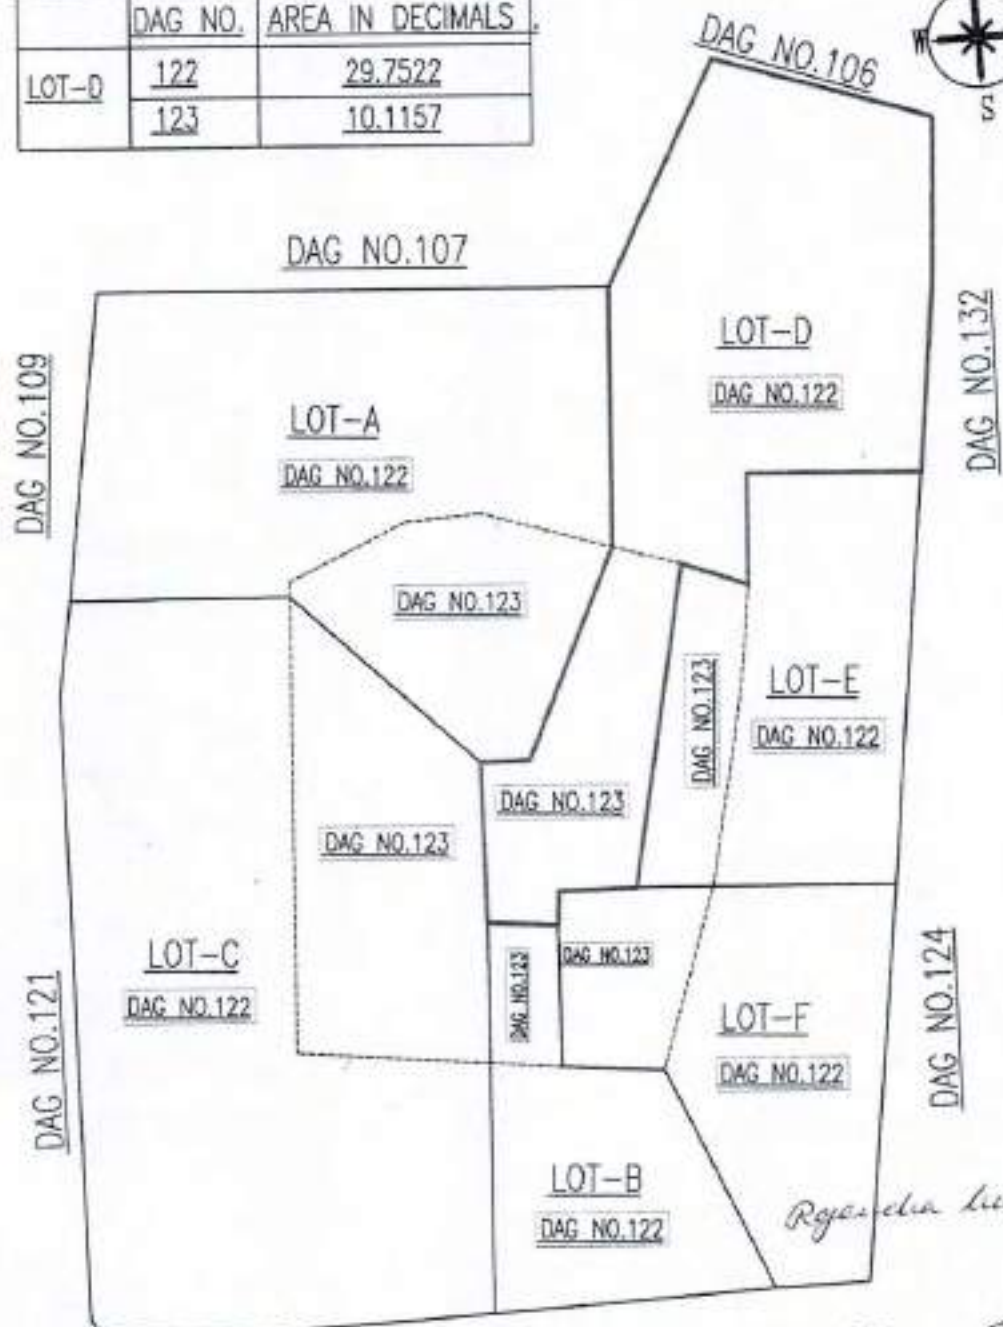 DAG NO. AREA IN DECIMALS
LOT-D 122 29.7522
123 10.1157
W
S
DAG NO.106
DAG NO.107
DAG NO.109
DAG NO.132
LOT-D
DAG NO.122
LOT-A
DAG NO.122
DAG NO.123
DAG NO.123
LOT-E
DAG NO.122
DAG NO.123
DAG NO.123
LOT-C
DAG NO.122
DAG NO.123
DAG NO.123
LOT-F
DAG NO.122
DAG NO.121
DAG NO.124
LOT-B
DAG NO.122